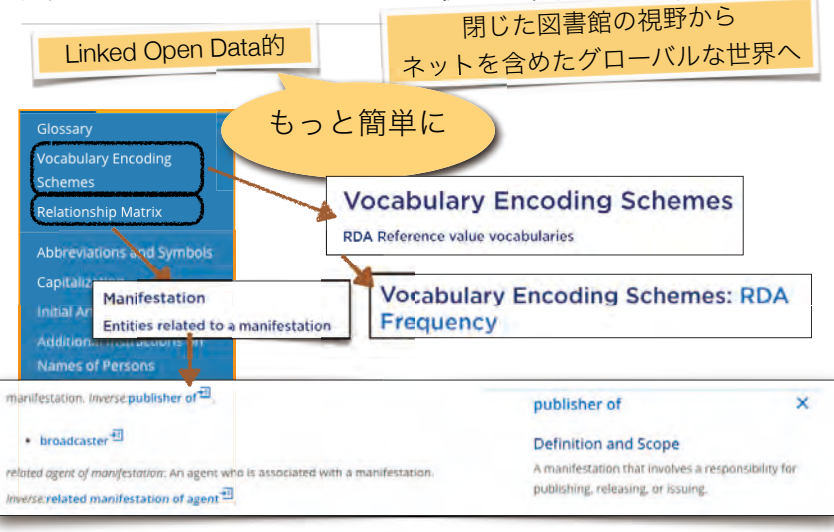 Linked Open Data的
閉じた図書館の視野から
ネットを含めたグローバルな世界へ
もっと簡単に
Glossary
Vocabulary Encoding
Schemes
Relationship Matrix
Abbreviations and Symbols
Names of Persons
Vocabulary Encoding Schemes
RDA Reference value vocabularies
Vocabulary Encoding Schemes: RDA
Frequency
Manifestation
Entities related to a manifestation
manifestation. Inverse:publisher of
• broadcaster
related agent of manifestation: An agent who is associated with a manifestation.
Inverse:related manifestation of agent
publisher of
Definition and Scope
A manifestation that involves a responsibility for
publishing, releasing, or issuing.